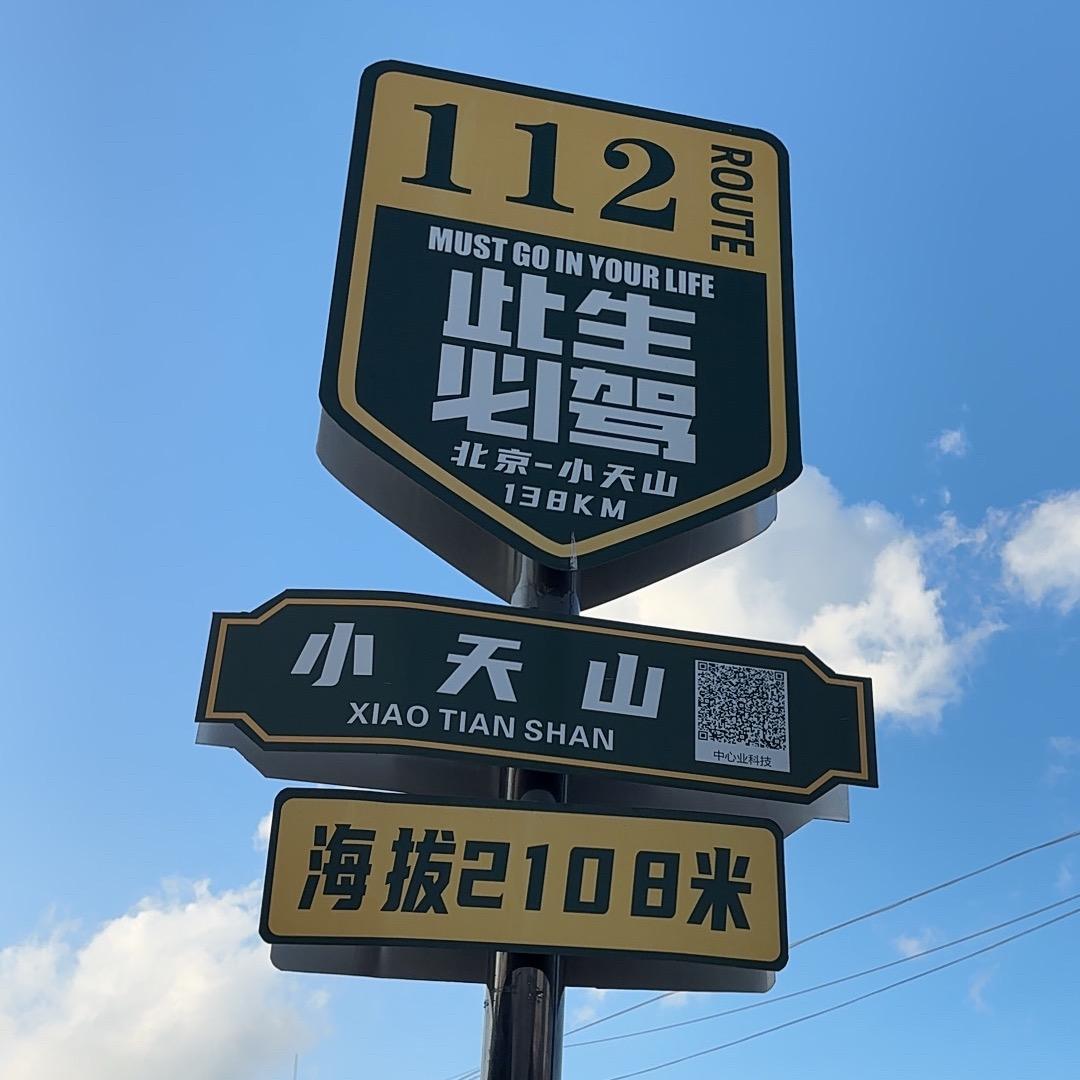 112
ROUTE
MUST GO IN YOUR LIFE
此生
必驾
北京-小天山
138KM
小天山
XIAO TIAN SHAN
中心业科技
海拔2108米